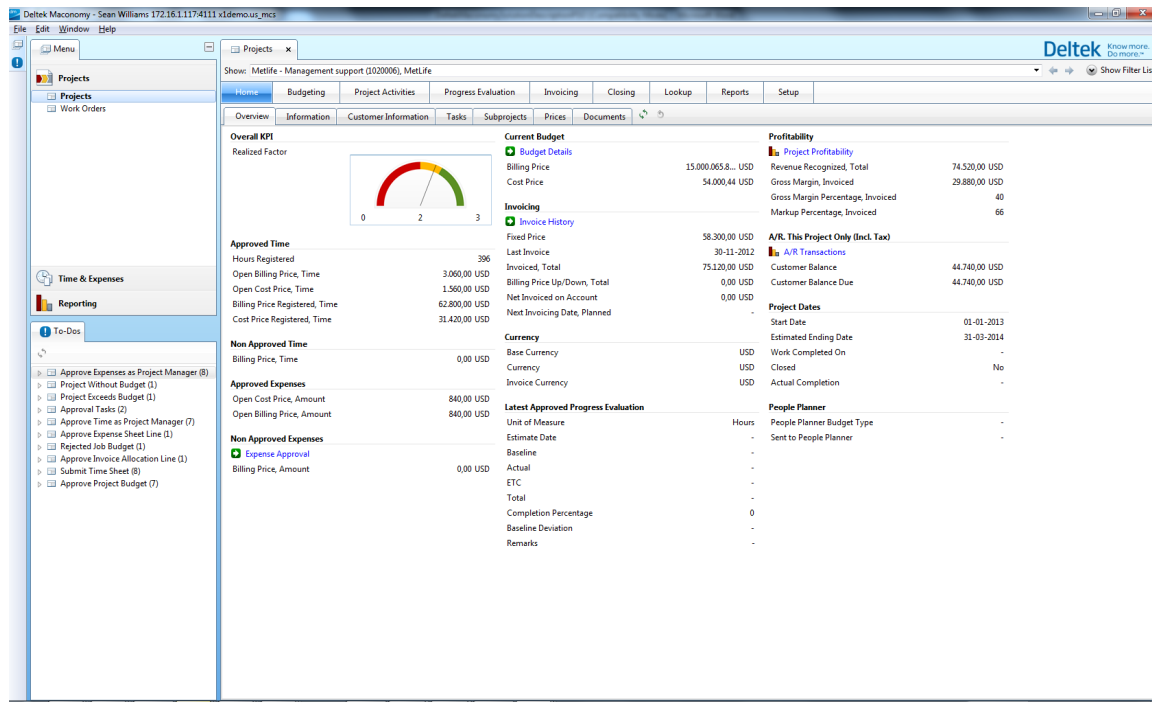 Deltek Maconomy - Sean Williams 172.16.1.117:4111 x1demo.us_mcs
File Edit Window Help
Menu
Projects
Projects
Work Orders
Time & Expenses
Reporting
To-Dos
Approve Expenses as Project Manager (8)
Project Without Budget (1)
Project Exceeds Budget (1)
Approval Tasks (2)
Approve Time as Project Manager (7)
Approve Expense Sheet Line (1)
Rejected Job Budget (1)
Approve Invoice Allocation Line (1)
Submit Time Sheet (8)
Approve Project Budget (7)
Projects
Deltek Know more. Do more.™
Show: Metlife - Management support (1020006), MetLife
Show Filter Lis
Home Budgeting Project Activities Progress Evaluation Invoicing Closing Lookup Reports Setup
Overview Information Customer Information Tasks Subprojects Prices Documents
Overall KPI
Realized Factor
0 2 3
Approved Time
Hours Registered 396
Open Billing Price, Time 3.060,00 USD
Open Cost Price, Time 1.560,00 USD
Billing Price Registered, Time 62.800,00 USD
Cost Price Registered, Time 31.420,00 USD
Non Approved Time
Billing Price, Time 0,00 USD
Approved Expenses
Open Cost Price, Amount 840,00 USD
Open Billing Price, Amount 840,00 USD
Non Approved Expenses
Expense Approval
Billing Price, Amount 0,00 USD
Current Budget
Budget Details
Billing Price 15.000.065.8... USD
Cost Price 54.000,44 USD
Invoicing
Invoice History
Fixed Price 58.300,00 USD
Last Invoice 30-11-2012
Invoiced, Total 75.120,00 USD
Billing Price Up/Down, Total 0,00 USD
Net Invoiced on Account 0,00 USD
Next Invoicing Date, Planned -
Currency
Base Currency USD
Currency USD
Invoice Currency USD
Latest Approved Progress Evaluation
Unit of Measure Hours
Estimate Date -
Baseline -
Actual -
ETC -
Total -
Completion Percentage 0
Baseline Deviation -
Remarks -
Profitability
Project Profitability
Revenue Recognized, Total 74.520,00 USD
Gross Margin, Invoiced 29.880,00 USD
Gross Margin Percentage, Invoiced 40
Markup Percentage, Invoiced 66
A/R. This Project Only (Incl. Tax)
A/R Transactions
Customer Balance 44.740,00 USD
Customer Balance Due 44.740,00 USD
Project Dates
Start Date 01-01-2013
Estimated Ending Date 31-03-2014
Work Completed On -
Closed No
Actual Completion -
People Planner
People Planner Budget Type -
Sent to People Planner -